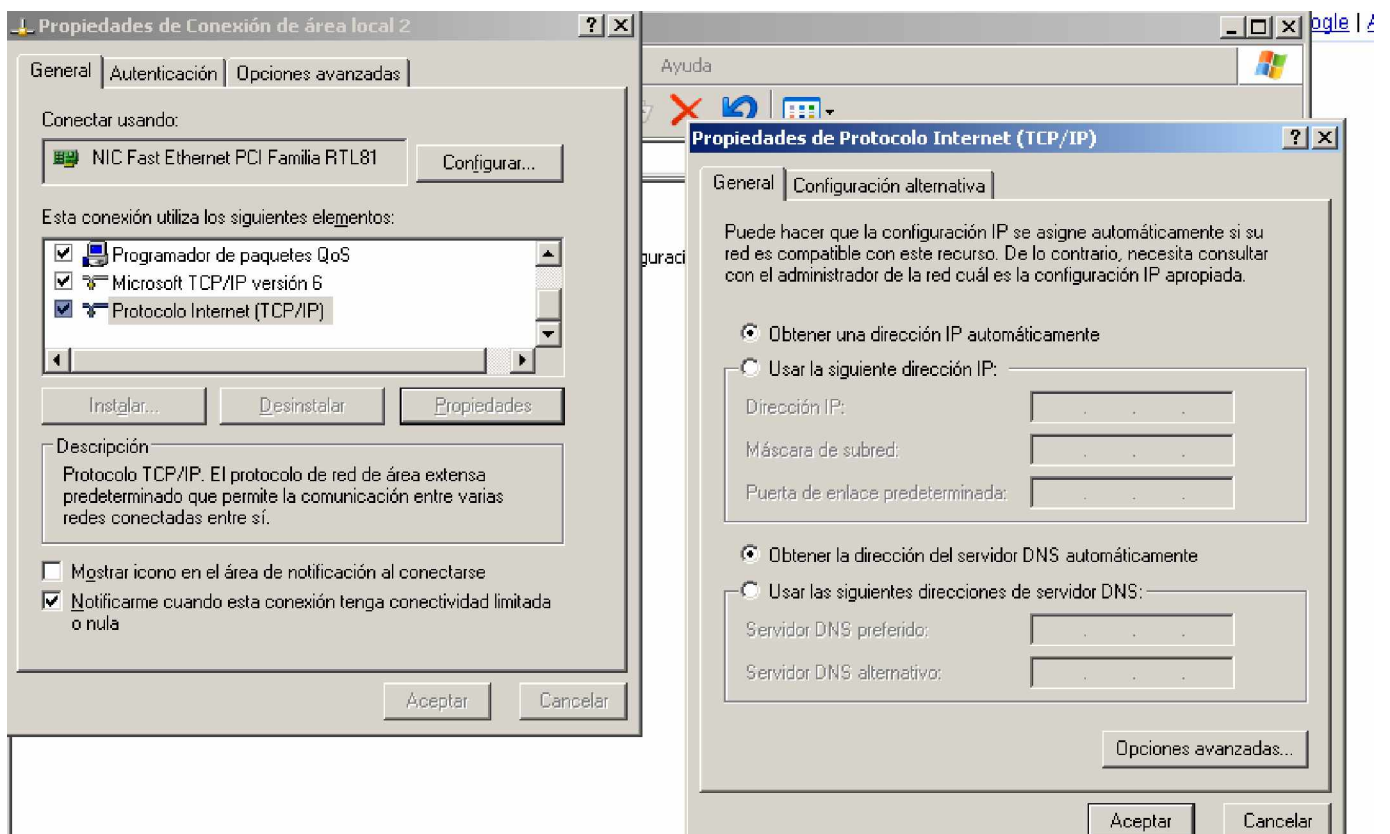 Propiedades de Conexión de área local 2
General
Autenticación
Opciones avanzadas
Conectar usando:
NIC Fast Ethernet PCI Familia RTL81
Configurar...
Esta conexión utiliza los siguientes elementos:
Programador de paquetes QoS
Microsoft TCP/IP versión 6
Protocolo Internet (TCP/IP)
Instalar...
Desinstalar
Propiedades
Descripción
Protocolo TCP/IP. El protocolo de red de área extensa
predeterminado que permite la comunicación entre varias
redes conectadas entre sí.
Mostrar icono en el área de notificación al conectarse
Notificarme cuando esta conexión tenga conectividad limitada
o nula
Aceptar
Cancelar
Ayuda
Propiedades de Protocolo Internet (TCP/IP)
General
Configuración alternativa
Puede hacer que la configuración IP se asigne automáticamente si su
red es compatible con este recurso. De lo contrario, necesita consultar
con el administrador de la red cuál es la configuración IP apropiada.
Obtener una dirección IP automáticamente
Usar la siguiente dirección IP:
Dirección IP:
Máscara de subred:
Puerta de enlace predeterminada:
Obtener la dirección del servidor DNS automáticamente
Usar las siguientes direcciones de servidor DNS:
Servidor DNS preferido:
Servidor DNS alternativo:
Opciones avanzadas...
Aceptar
Cancelar